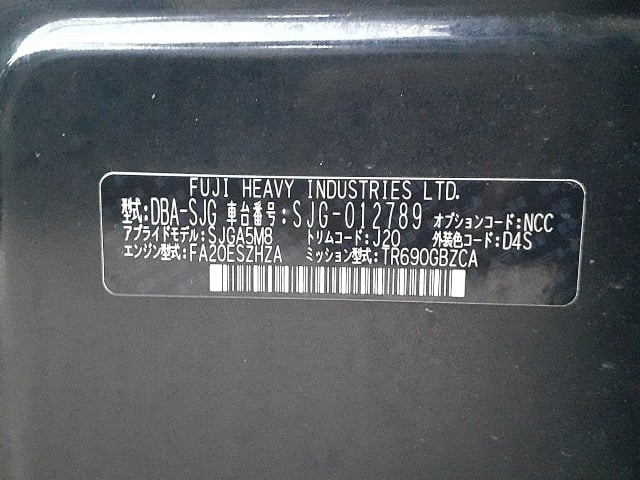 FUJI HEAVY INDUSTRIES LTD.
型式:DBA-SJG 車台番号:SJG-012789 オプションコード:NCC
アプライドモデル:SJGA5M8 トリムコード:J20 外装色コード:D4S
エンジン型式:FA20ESZHZA ミッション型式:TR690GBZCA